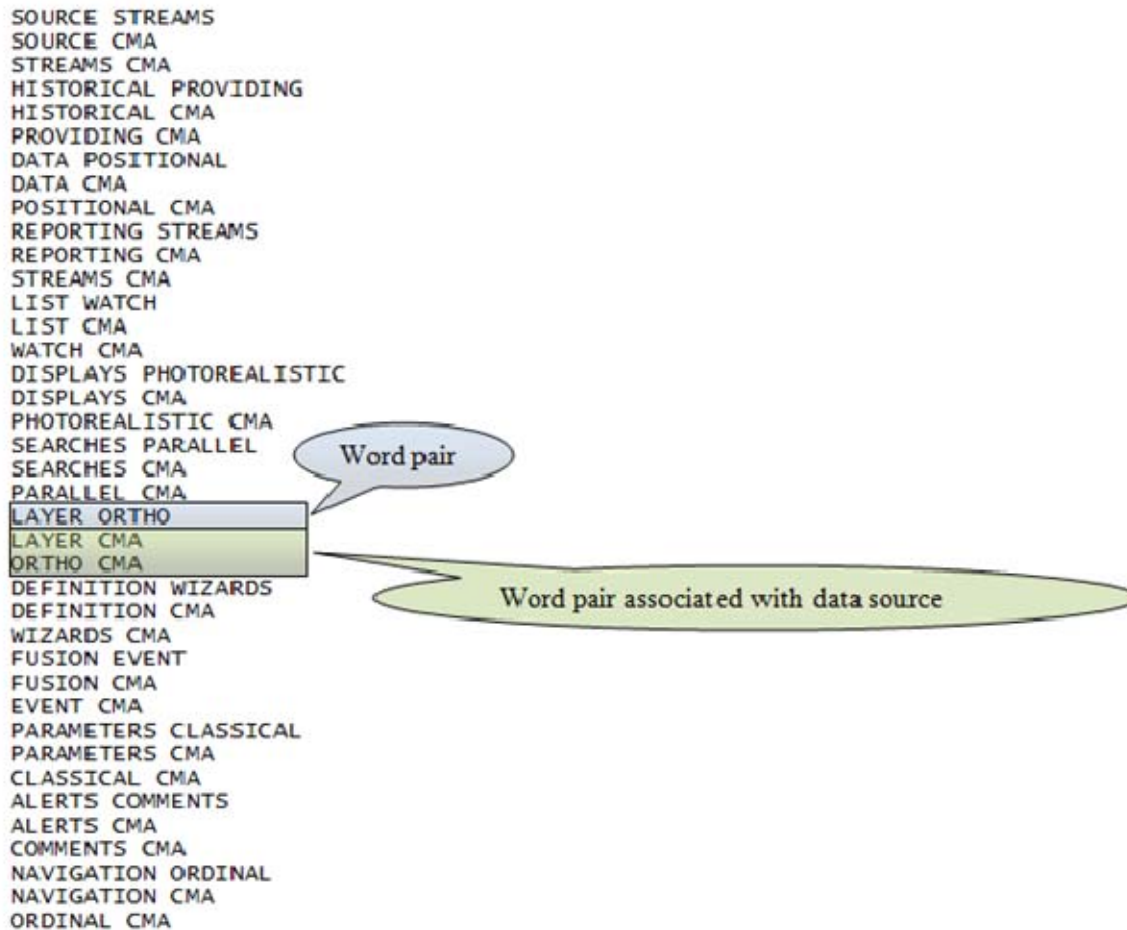 SOURCE STREAMS
SOURCE CMA
STREAMS CMA
HISTORICAL PROVIDING
HISTORICAL CMA
PROVIDING CMA
DATA POSITIONAL
DATA CMA
POSITIONAL CMA
REPORTING STREAMS
REPORTING CMA
STREAMS CMA
LIST WATCH
LIST CMA
WATCH CMA
DISPLAYS PHOTOREALISTIC
DISPLAYS CMA
PHOTOREALISTIC CMA
SEARCHES PARALLEL
SEARCHES CMA
PARALLEL CMA
LAYER ORTHO
LAYER CMA
ORTHO CMA
DEFINITION WIZARDS
DEFINITION CMA
WIZARDS CMA
FUSION EVENT
FUSION CMA
EVENT CMA
PARAMETERS CLASSICAL
PARAMETERS CMA
CLASSICAL CMA
ALERTS COMMENTS
ALERTS CMA
COMMENTS CMA
NAVIGATION ORDINAL
NAVIGATION CMA
ORDINAL CMA
Word pair
Word pair associated with data source